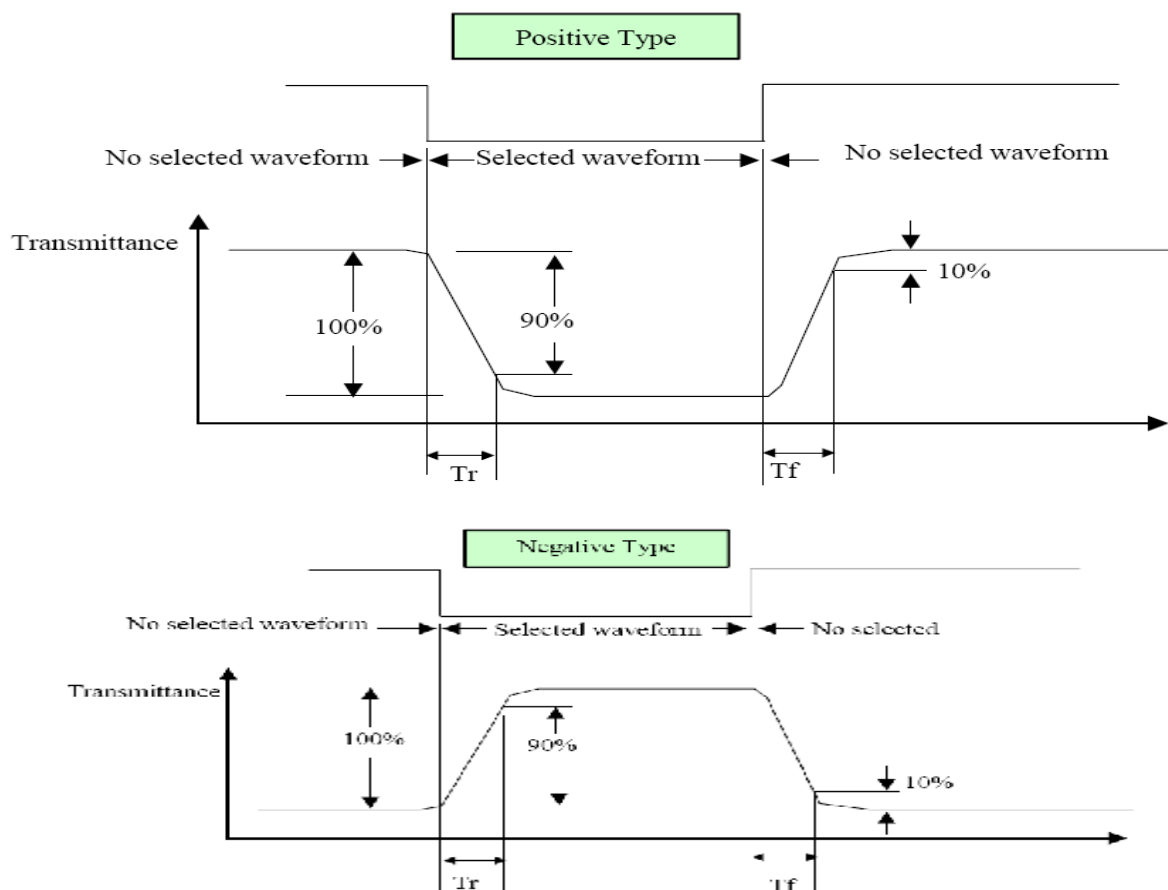 Positive Type
No selected waveform
Selected waveform
No selected waveform
Transmittance
100%
90%
10%
Tr
Tf
Negative Type
No selected waveform
Selected waveform
No selected
Transmittance
100%
90%
10%
Tr
Tf